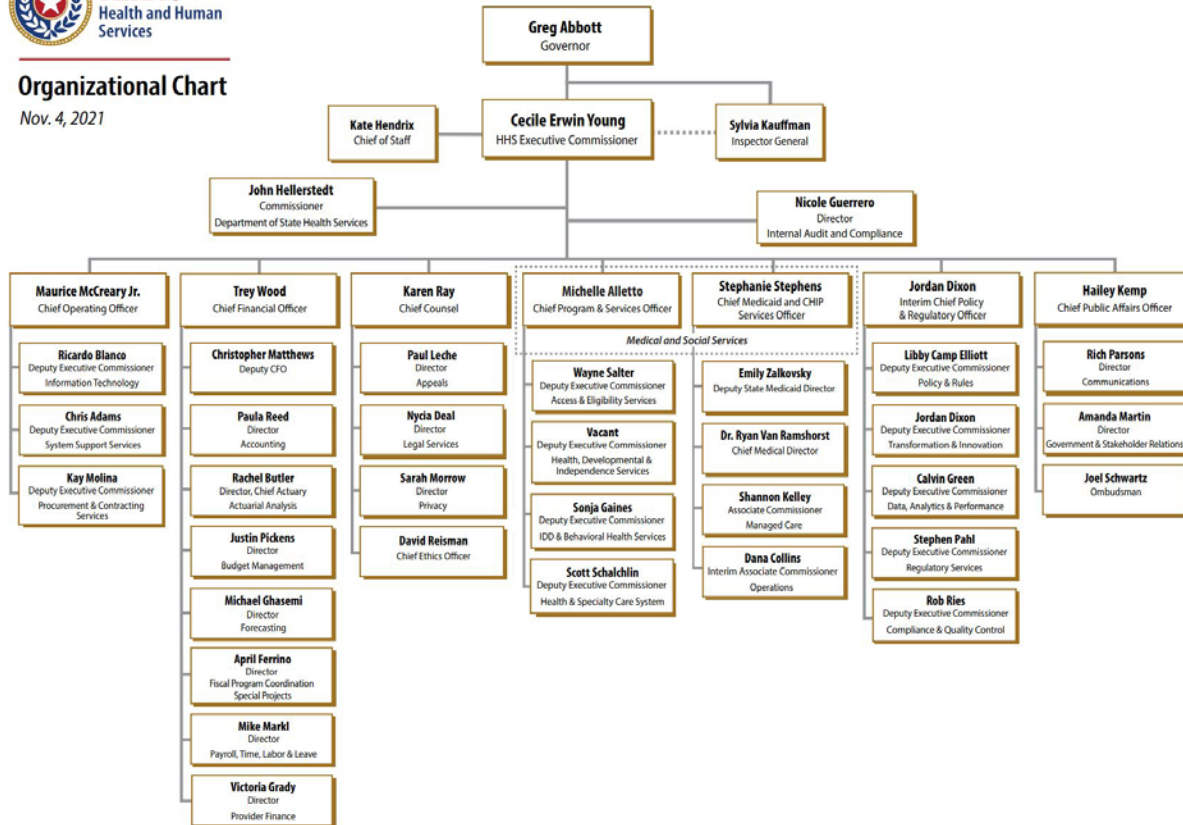 Health and Human
Services
Organizational Chart
Nov. 4, 2021
Greg Abbott
Governor
Kate Hendrix
Chief of Staff
Cecile Erwin Young
HHS Executive Commissioner
Sylvia Kauffman
Inspector General
John Hellerstedt
Commissioner
Department of State Health Services
Nicole Guerrero
Director
Internal Audit and Compliance
Maurice McCreary Jr.
Chief Operating Officer
Ricardo Blanco
Deputy Executive Commissioner
Information Technology
Chris Adams
Deputy Executive Commissioner
System Support Services
Kay Molina
Deputy Executive Commissioner
Procurement & Contracting
Services
Trey Wood
Chief Financial Officer
Christopher Matthews
Deputy CFO
Paula Reed
Director
Accounting
Rachel Butler
Director, Chief Actuary
Actuarial Analysis
Justin Pickens
Director
Budget Management
Michael Ghasemi
Director
Forecasting
April Ferrino
Director
Fiscal Program Coordination
Special Projects
Mike Markl
Director
Payroll, Time, Labor & Leave
Victoria Grady
Director
Provider Finance
Karen Ray
Chief Counsel
Paul Leche
Director
Appeals
Nycia Deal
Director
Legal Services
Sarah Morrow
Director
Privacy
David Reisman
Chief Ethics Officer
Michelle Alletto
Chief Program & Services Officer
Stephanie Stephens
Chief Medicaid and CHIP
Services Officer
Medical and Social Services
Wayne Salter
Deputy Executive Commissioner
Access & Eligibility Services
Vacant
Deputy Executive Commissioner
Health, Developmental &
Independence Services
Sonja Gaines
Deputy Executive Commissioner
IDD & Behavioral Health Services
Scott Schalchlin
Deputy Executive Commissioner
Health & Specialty Care System
Emily Zalkovsky
Deputy State Medicaid Director
Dr. Ryan Van Ramshorst
Chief Medical Director
Shannon Kelley
Associate Commissioner
Managed Care
Dana Collins
Interim Associate Commissioner
Operations
Jordan Dixon
Interim Chief Policy
& Regulatory Officer
Libby Camp Elliott
Deputy Executive Commissioner
Policy & Rules
Jordan Dixon
Deputy Executive Commissioner
Transformation & Innovation
Calvin Green
Deputy Executive Commissioner
Data, Analytics & Performance
Stephen Pahl
Deputy Executive Commissioner
Regulatory Services
Rob Ries
Deputy Executive Commissioner
Compliance & Quality Control
Hailey Kemp
Chief Public Affairs Officer
Rich Parsons
Director
Communications
Amanda Martin
Director
Government & Stakeholder Relations
Joel Schwartz
Ombudsman